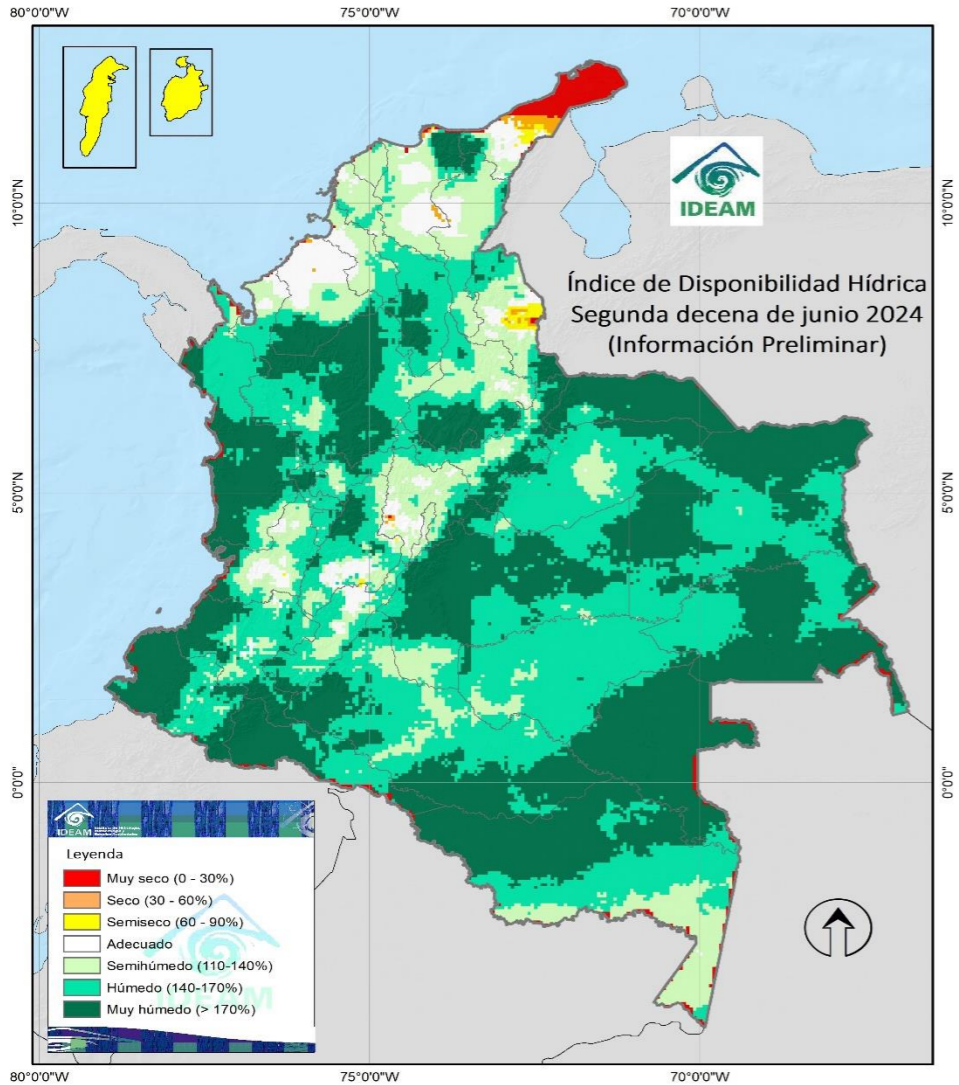 80°0'0"W
75°0'0"W
70°0'0"W
10°0'0"N
10°0'0"N
IDEAM
Índice de Disponibilidad Hídrica
Segunda decena de junio 2024
(Información Preliminar)
5°0'0"N
5°0'0"N
0°0'0"
0°0'0"
IDEAM
Leyenda
Muy seco (0 - 30%)
Seco (30 - 60%)
Semiseco (60 - 90%)
Adecuado
Semihúmedo (110-140%)
Húmedo (140-170%)
IDEAM
Muy húmedo (> 170%)
80°0'0"W
75°0'0"W
70°0'0"W